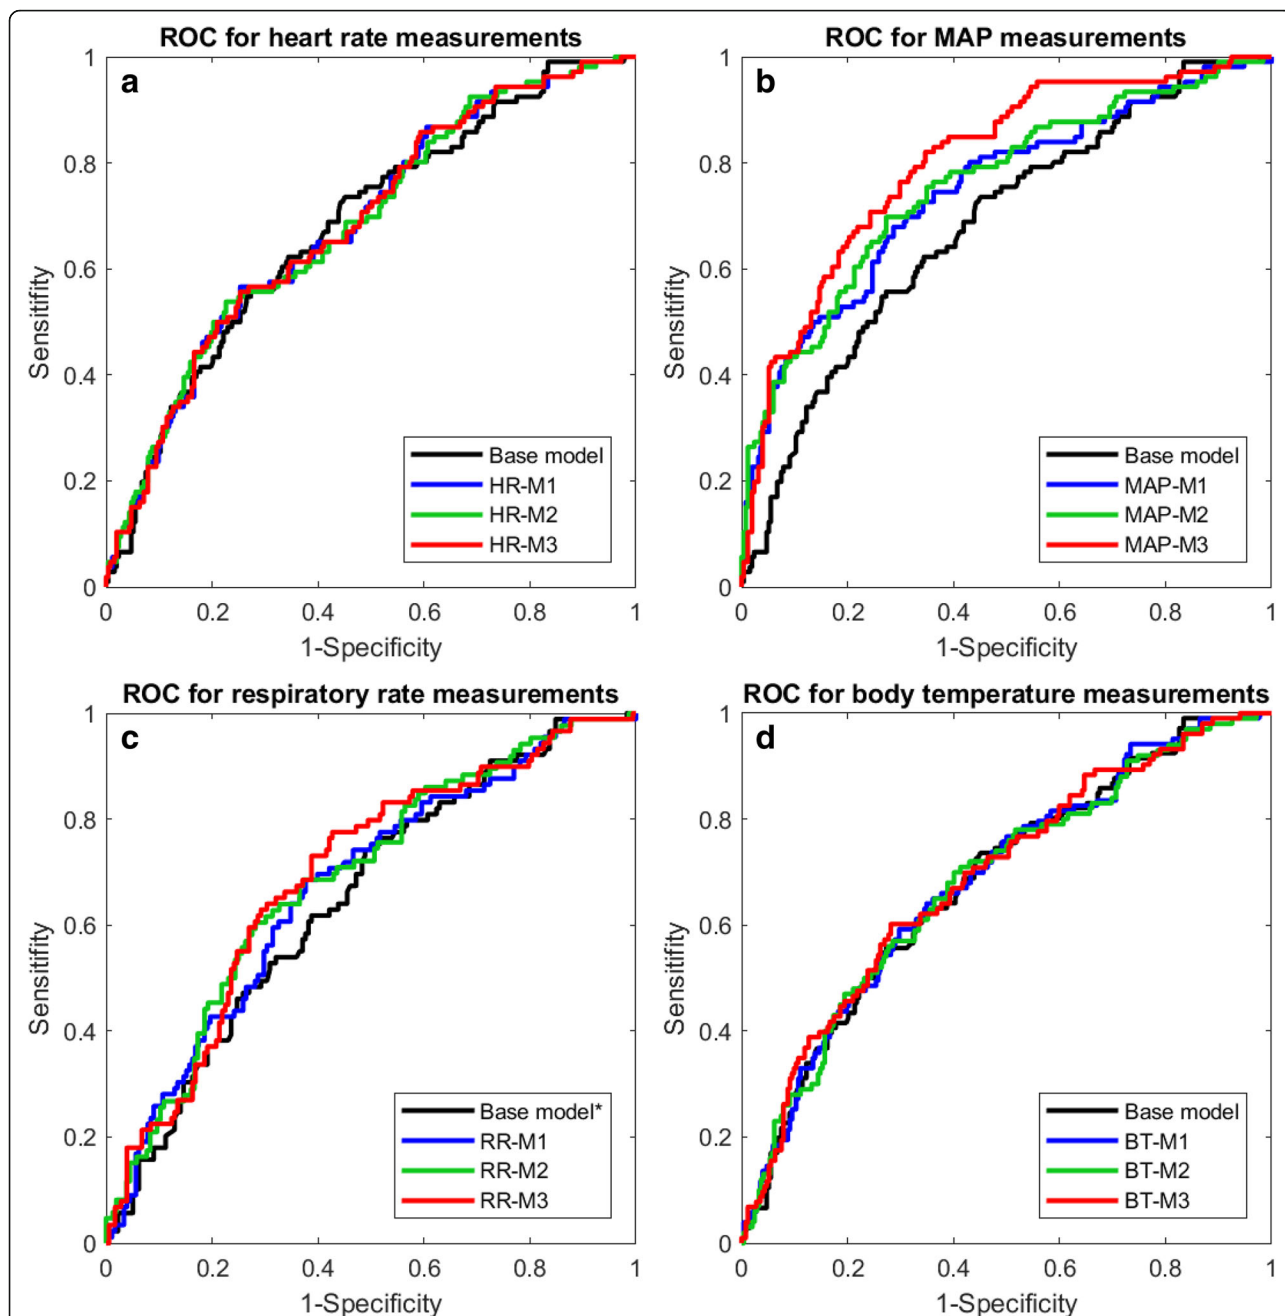 ROC for heart rate measurements
a
1
0.8
0.6
0.4
0.2
0
Sensitifity
Base model
HR-M1
HR-M2
HR-M3
0 0.2 0.4 0.6 0.8 1
1-Specificity
ROC for MAP measurements
b
1
0.8
0.6
0.4
0.2
0
Sensitifity
Base model
MAP-M1
MAP-M2
MAP-M3
0 0.2 0.4 0.6 0.8 1
1-Specificity
ROC for respiratory rate measurements
c
1
0.8
0.6
0.4
0.2
0
Sensitifity
Base model*
RR-M1
RR-M2
RR-M3
0 0.2 0.4 0.6 0.8 1
1-Specificity
ROC for body temperature measurements
d
1
0.8
0.6
0.4
0.2
0
Sensitifity
Base model
BT-M1
BT-M2
BT-M3
0 0.2 0.4 0.6 0.8 1
1-Specificity